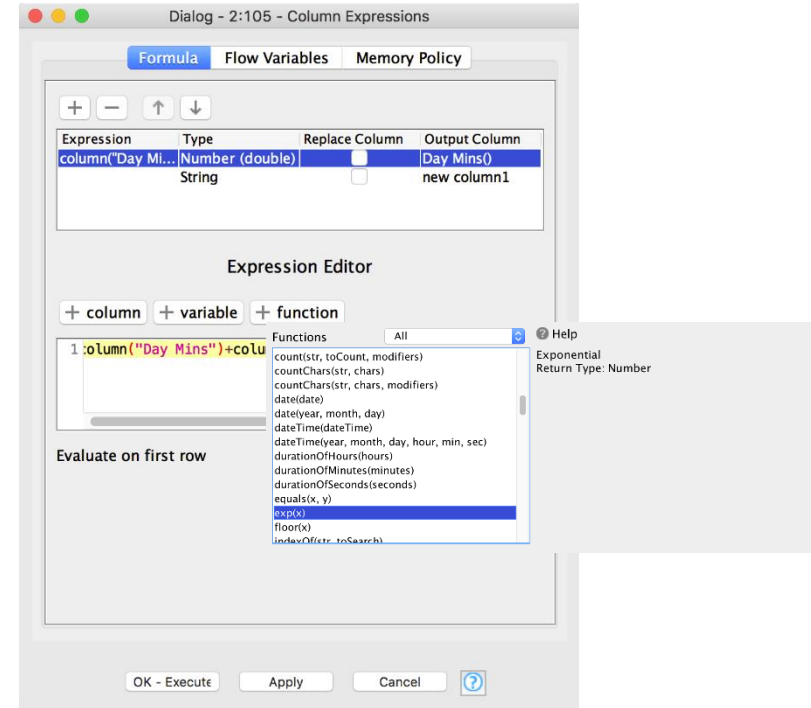 Dialog - 2:105 - Column Expressions
Formula Flow Variables Memory Policy
Expression Type Replace Column Output Column
column("Day Mi... Number (double) Day Mins()
String new column1
Expression Editor
+ column + variable + function
Functions All Help
1 column("Day Mins")+colu
Exponential
Return Type: Number
count(str, toCount, modifiers)
countChars(str, chars)
countChars(str, chars, modifiers)
date(date)
date(year, month, day)
dateTime(dateTime)
dateTime(year, month, day, hour, min, sec)
durationOfHours(hours)
Evaluate on first row
durationOfMinutes(minutes)
durationOfSeconds(seconds)
equals(x, y)
exp(x)
floor(x)
indexOf(str, toSearch)
OK - Execute Apply Cancel ?